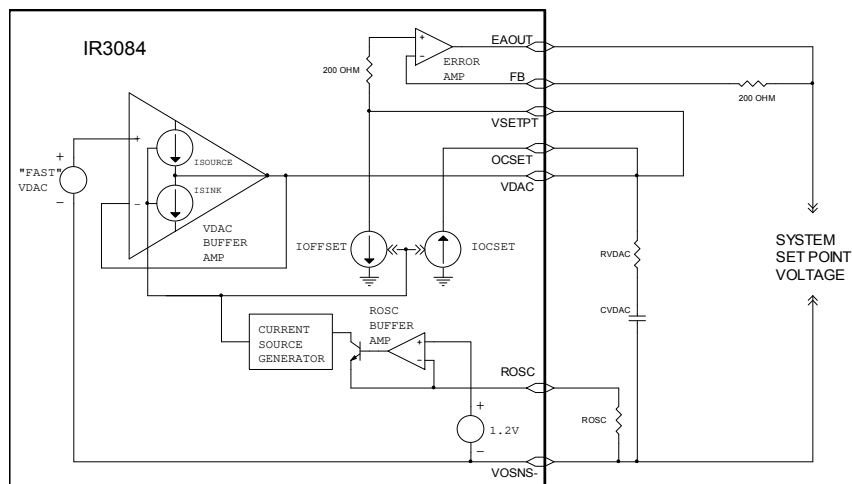 IR3084
EAOUT
200 OHM
+
-
ERROR
AMP
FB
200 OHM
VSETPT
OCSET
VDAC
+
"FAST"
VDAC
-
+
-
ISOURCE
ISINK
VDAC
BUFFER
AMP
IOFFSET
IOCSET
SYSTEM
SET POINT
VOLTAGE
RVDAC
CVDAC
ROSC
BUFFER
AMP
CURRENT
SOURCE
GENERATOR
+
-
ROSC
+
1.2V
-
ROSC
VOSNS-